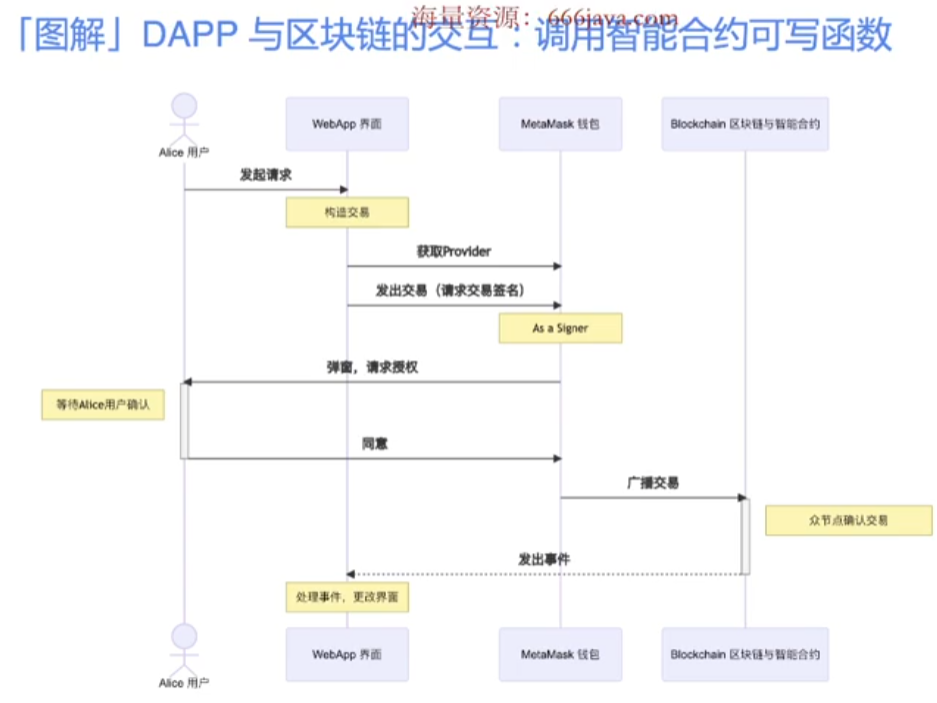 海量资源：666java.com
「图解」DAPP 与区块链的交互：调用智能合约可写函数
Alice 用户
WebApp 界面
MetaMask 钱包
Blockchain 区块链与智能合约
发起请求
构造交易
获取Provider
发出交易（请求交易签名）
As a Signer
弹窗，请求授权
等待Alice用户确认
同意
广播交易
众节点确认交易
发出事件
处理事件，更改界面
Alice 用户
WebApp 界面
MetaMask 钱包
Blockchain 区块链与智能合约